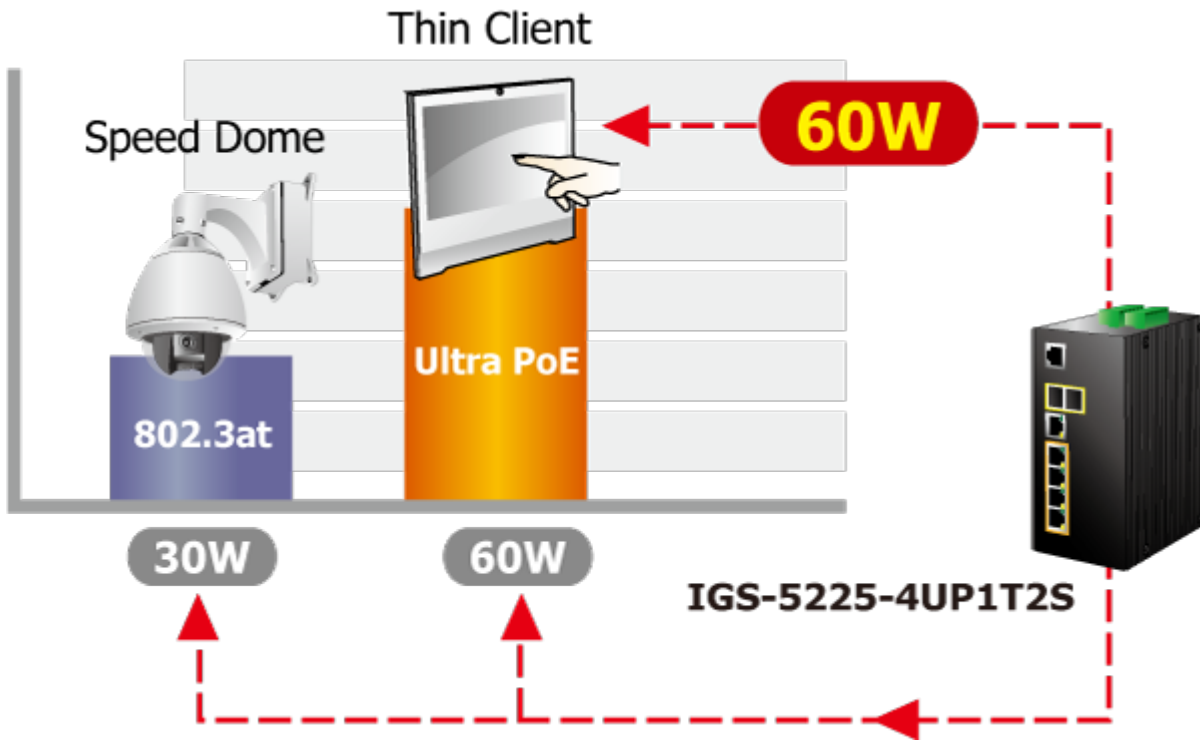 Thin Client
60W
Speed Dome
Ultra PoE
802.3at
30W
60W
IGS-5225-4UP1T2S